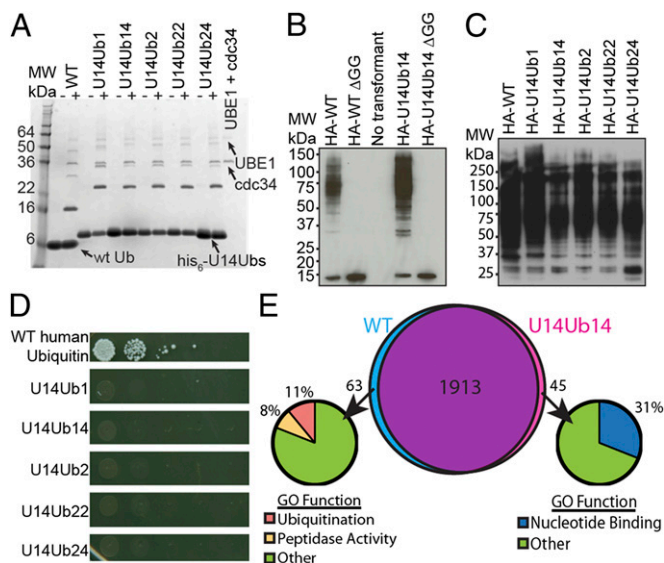 A
MW
kDa
WT
U14Ub1
U14Ub14
U14Ub2
U14Ub22
U14Ub24
UBE1 + cdc34
- + - + - + - + - + - +
64
50
36
22
16
6
UBE1
cdc34
wt Ub
his6-U14Ubs
B
MW
kDa
HA-WT
HA-WT ΔGG
No transformant
HA-U14Ub14
HA-U14Ub14 ΔGG
150
100
75
50
37
25
20
15
C
MW
kDa
HA-WT
HA-U14Ub1
HA-U14Ub14
HA-U14Ub2
HA-U14Ub22
HA-U14Ub24
250
150
100
75
50
37
25
D
WT human
Ubiquitin
U14Ub1
U14Ub14
U14Ub2
U14Ub22
U14Ub24
E
WT
U14Ub14
1913
63
45
11%
8%
31%
GO Function
Ubiquitination
Peptidase Activity
Other
GO Function
Nucleotide Binding
Other